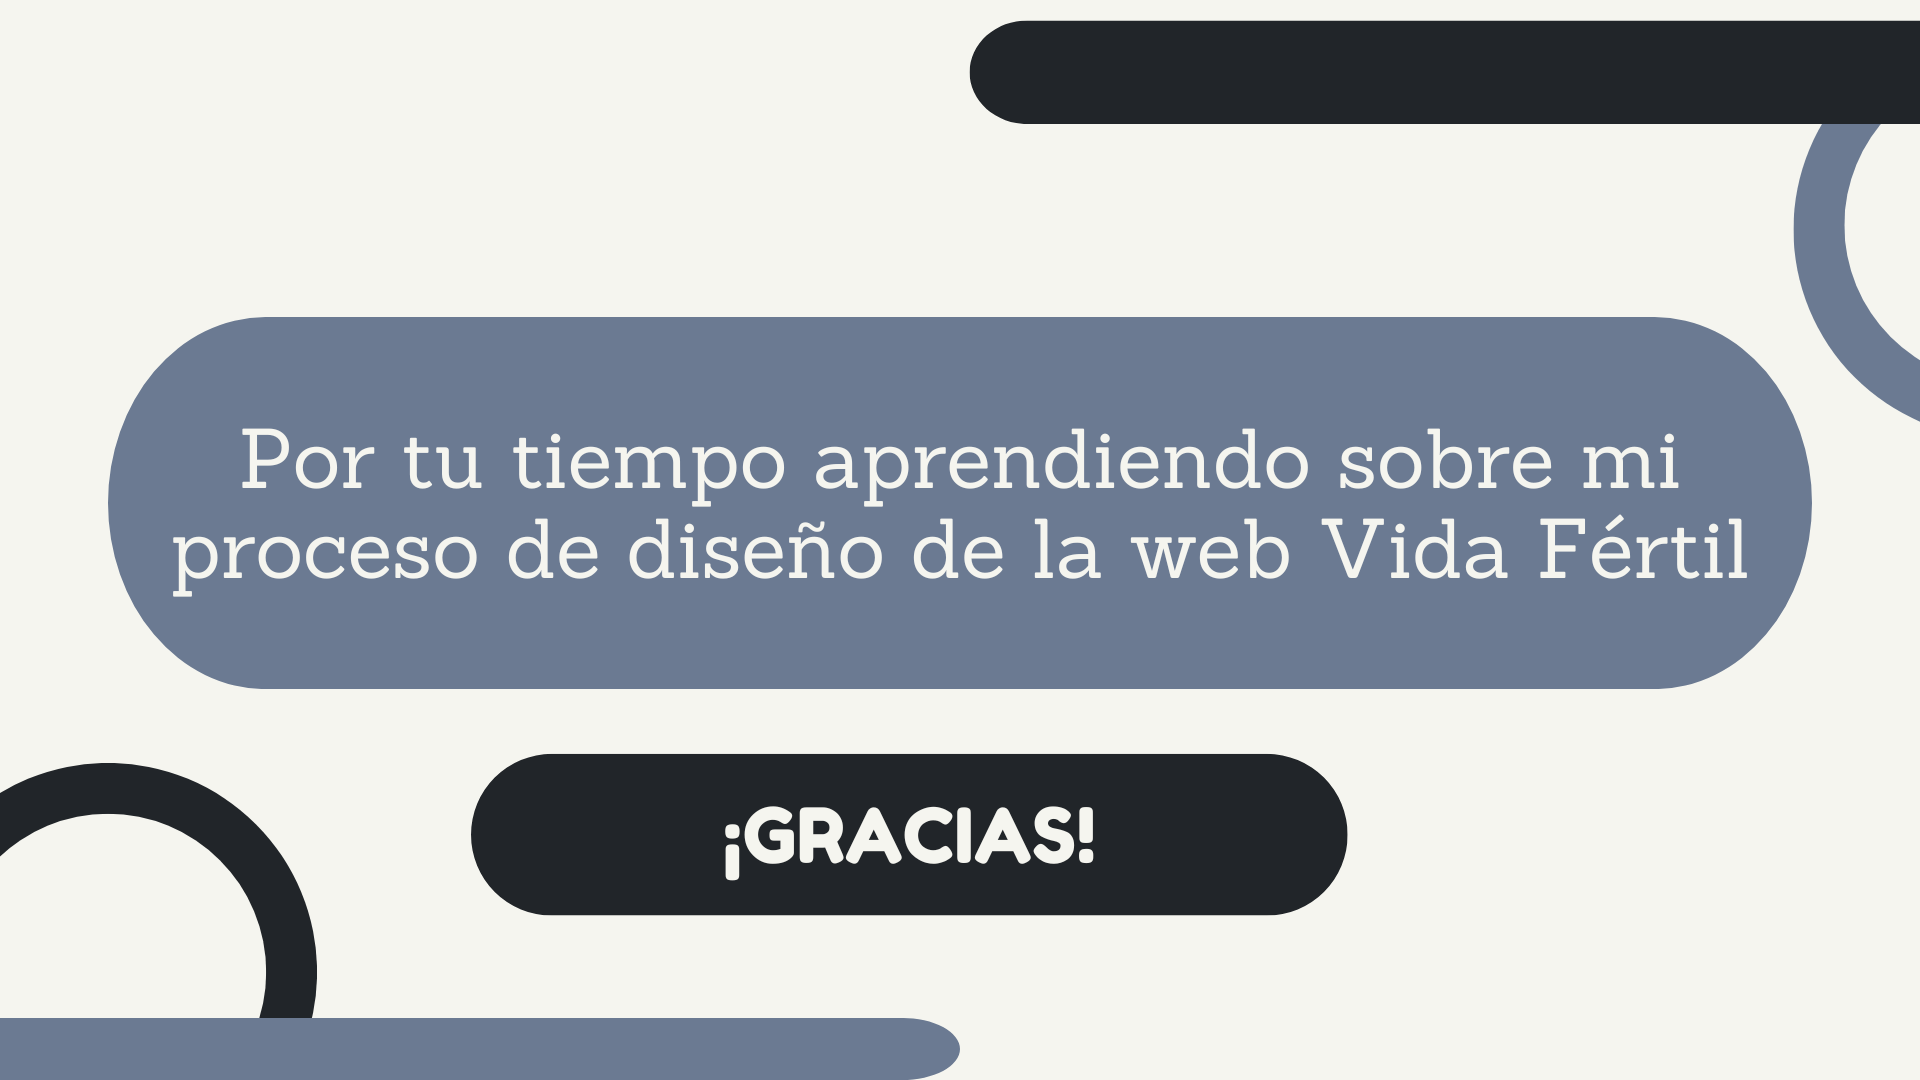 Por tu tiempo aprendiendo sobre mi
proceso de diseño de la web Vida Fértil
¡GRACIAS!